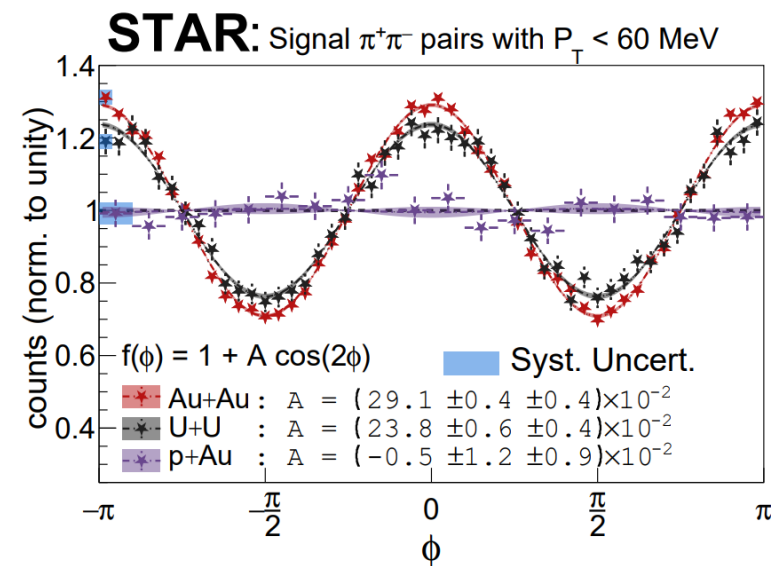 STAR: Signal π⁺π⁻ pairs with P_T < 60 MeV
counts (norm. to unity)
1.4
1.2
1
0.8
0.6
0.4
f(ϕ) = 1 + A cos(2ϕ)
Syst. Uncert.
Au+Au : A = (29.1 ±0.4 ±0.4)×10⁻²
U+U : A = (23.8 ±0.6 ±0.4)×10⁻²
p+Au : A = (-0.5 ±1.2 ±0.9)×10⁻²
−π
−π/2
0
π/2
π
ϕ